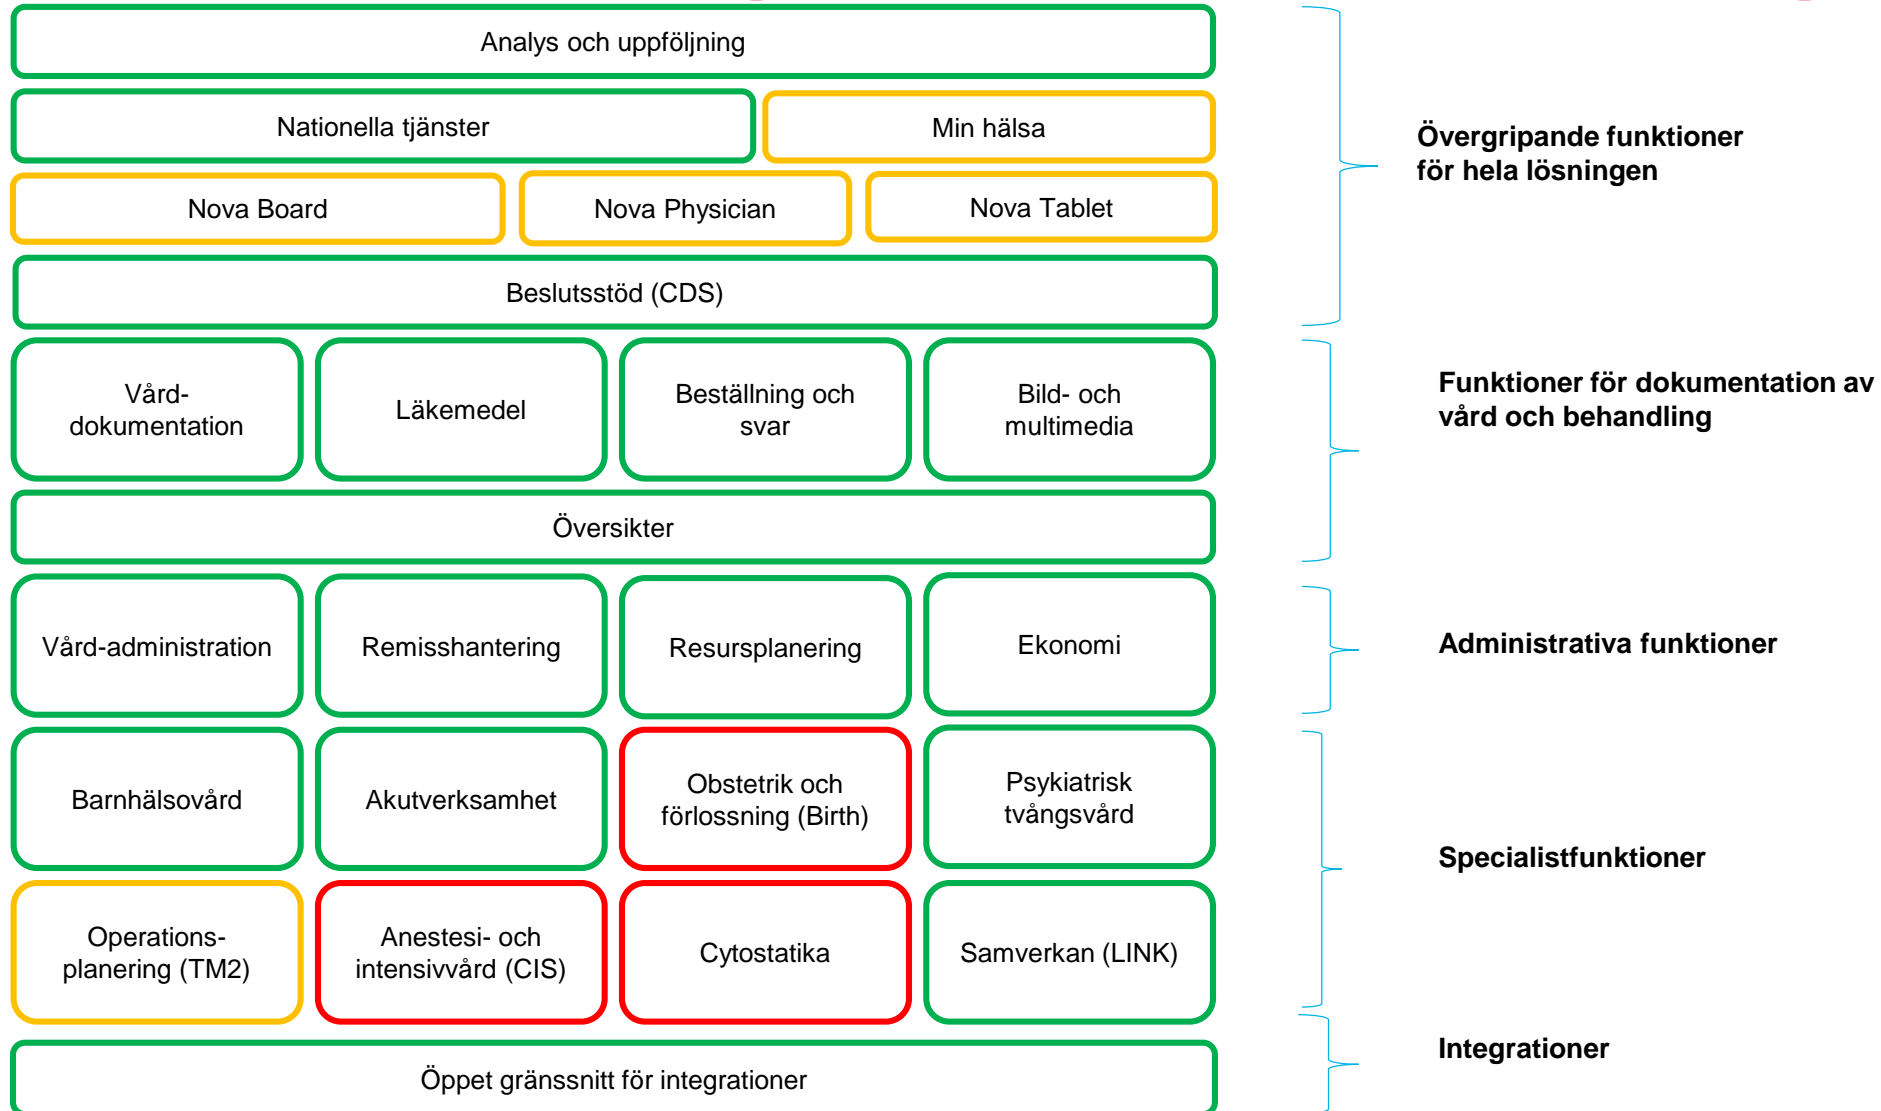 Analys och uppföljning
Nationella tjänster
Min hälsa
Nova Board
Nova Physician
Nova Tablet
Beslutsstöd (CDS)
Övergripande funktioner
för hela lösningen
Vård-
dokumentation
Läkemedel
Beställning och
svar
Bild- och
multimedia
Översikter
Funktioner för dokumentation av
vård och behandling
Vård-administration
Remisshantering
Resursplanering
Ekonomi
Administrativa funktioner
Barnhälsovård
Akutverksamhet
Obstetrik och
förlossning (Birth)
Psykiatrisk
tvångsvård
Operations-
planering (TM2)
Anestesi- och
intensivvård (CIS)
Cytostatika
Samverkan (LINK)
Specialistfunktioner
Öppet gränssnitt för integrationer
Integrationer